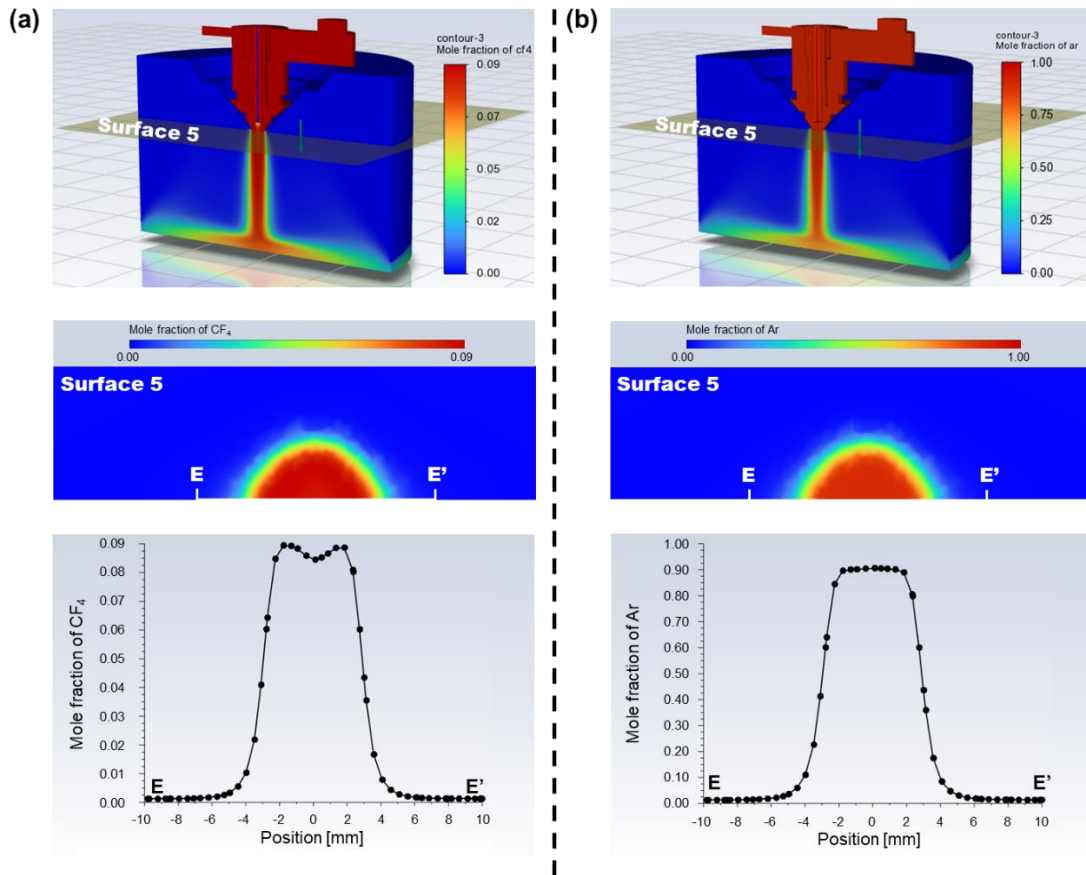 (a)
contour-3
Mole fraction of cf4
0.09
0.07
0.04
0.02
0.00
Surface 5
Mole fraction of CF₄
0.00
0.09
Surface 5
E
E'
0.09
0.08
0.07
0.06
0.05
0.04
0.03
0.02
0.01
0.00
Mole fraction of CF₄
E
E'
-10 -8 -6 -4 -2 0 2 4 6 8 10
Position [mm]
(b)
contour-3
Mole fraction of ar
1.00
0.75
0.50
0.25
0.00
Surface 5
Mole fraction of Ar
0.00
1.00
Surface 5
E
E'
1.00
0.90
0.80
0.70
0.60
0.50
0.40
0.30
0.20
0.10
0.00
Mole fraction of Ar
E
E'
-10 -8 -6 -4 -2 0 2 4 6 8 10
Position [mm]